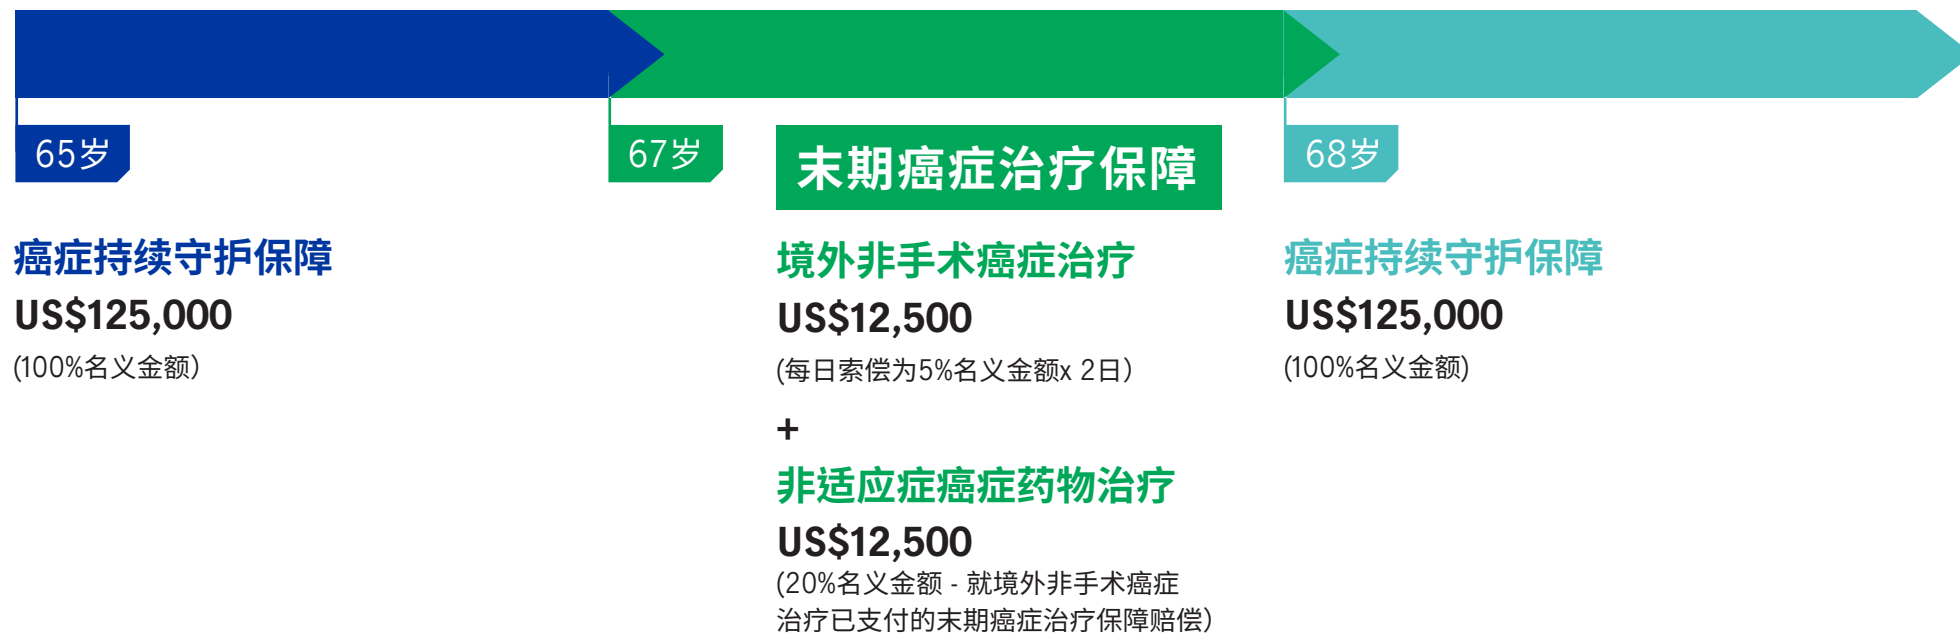 65岁
癌症持续守护保障
US$125,000
(100%名义金额)
67岁
末期癌症治疗保障
境外非手术癌症治疗
US$12,500
(每日索偿为5%名义金额x 2日)
+
非适应症癌症药物治疗
US$12,500
(20%名义金额 - 就境外非手术癌症
治疗已支付的末期癌症治疗保障赔偿)
68岁
癌症持续守护保障
US$125,000
(100%名义金额)